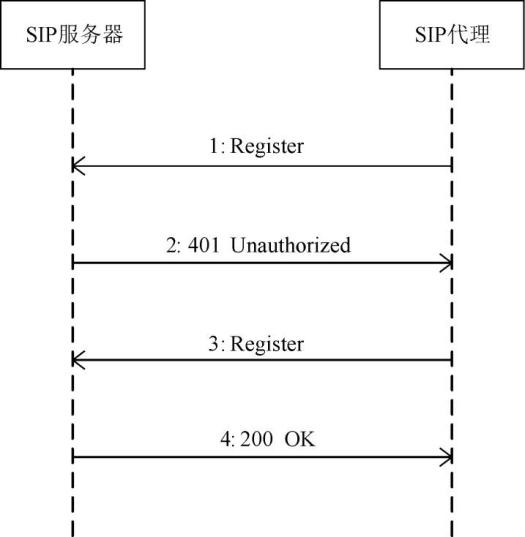 SIP服务器
SIP代理
1: Register
2: 401 Unauthorized
3: Register
4: 200 OK